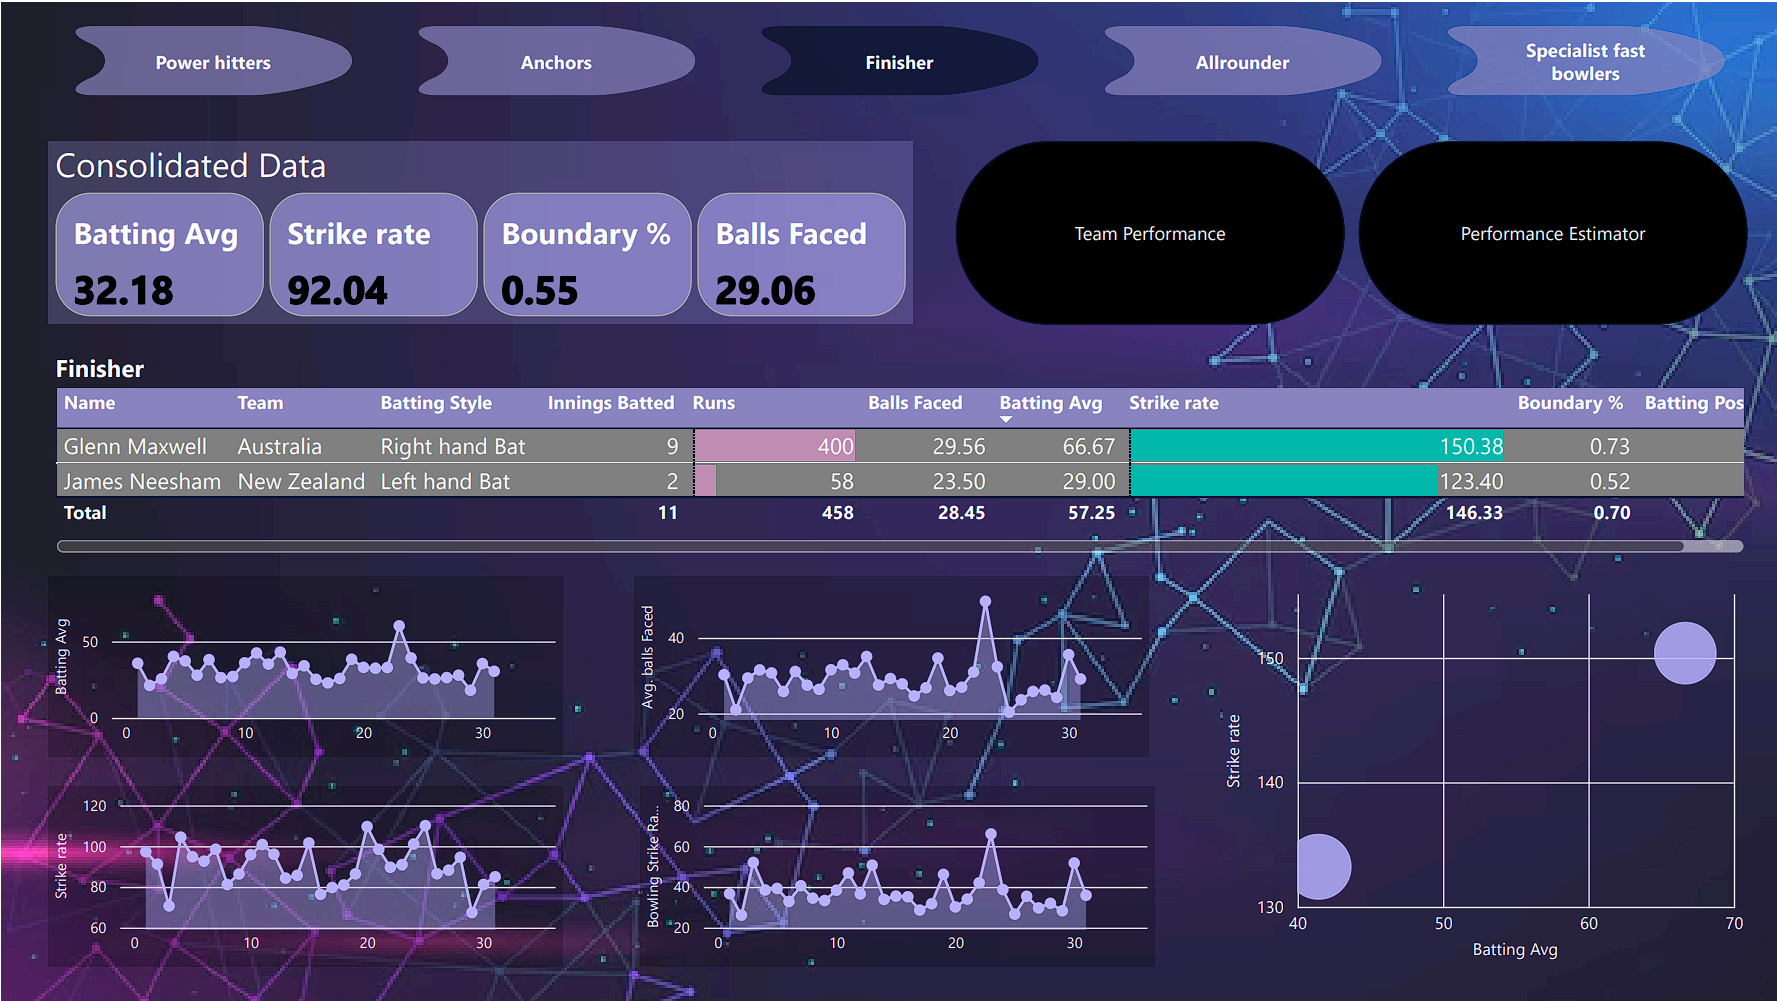 Power hitters
Anchors
Finisher
Allrounder
Specialist fast
bowlers
Consolidated Data
Batting Avg
32.18
Strike rate
92.04
Boundary %
0.55
Balls Faced
29.06
Team Performance
Performance Estimator
Finisher
Name Team Batting Style Innings Batted Runs Balls Faced Batting Avg Strike rate Boundary % Batting Pos
Glenn Maxwell Australia Right hand Bat 9 400 29.56 66.67 150.38 0.73
James Neesham New Zealand Left hand Bat 2 58 23.50 29.00 123.40 0.52
Total 11 458 28.45 57.25 146.33 0.70
Batting Avg
50
0
0 10 20 30
Avg. balls Faced
40
20
0 10 20 30
Strike rate
120
100
80
60
0 10 20 30
Bowling Strike Ra...
80
60
40
20
0 10 20 30
Strike rate
150
140
130
40 50 60 70
Batting Avg